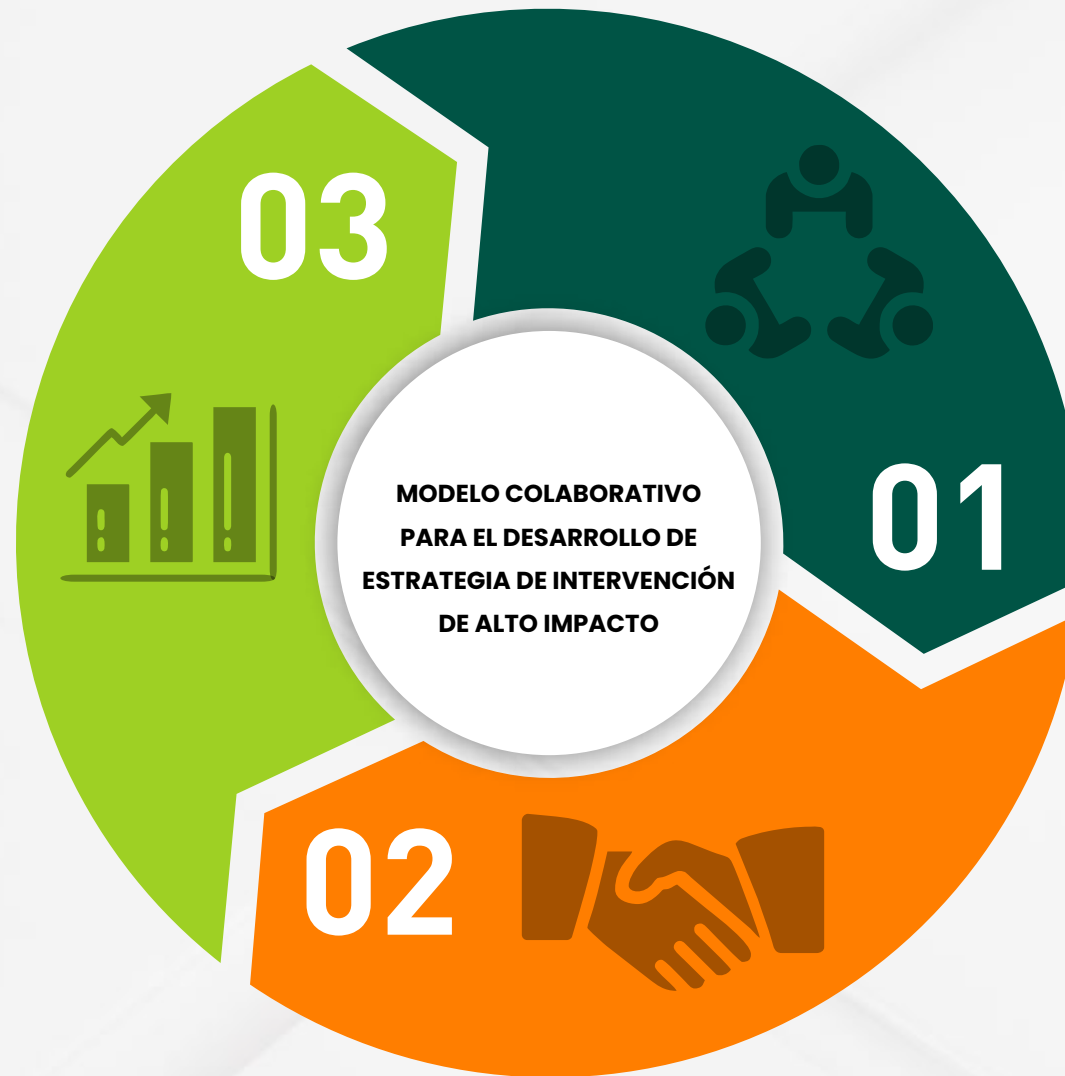 03
01
MODELO COLABORATIVO
PARA EL DESARROLLO DE
ESTRATEGIA DE INTERVENCIÓN
DE ALTO IMPACTO
02